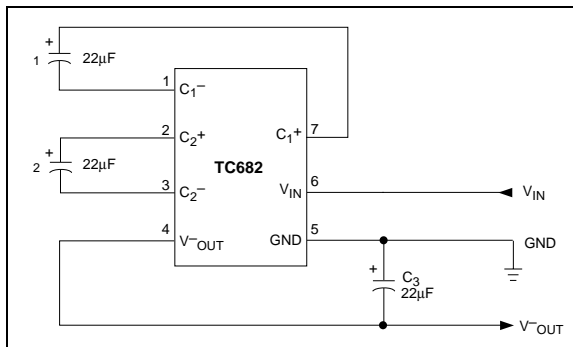 +
1 22µF
1 C1–
2 C2+
+
2 22µF
3 C2–
4 V–OUT
TC682
C1+ 7
VIN 6
GND 5
VIN
GND
+ C3
22µF
V–OUT